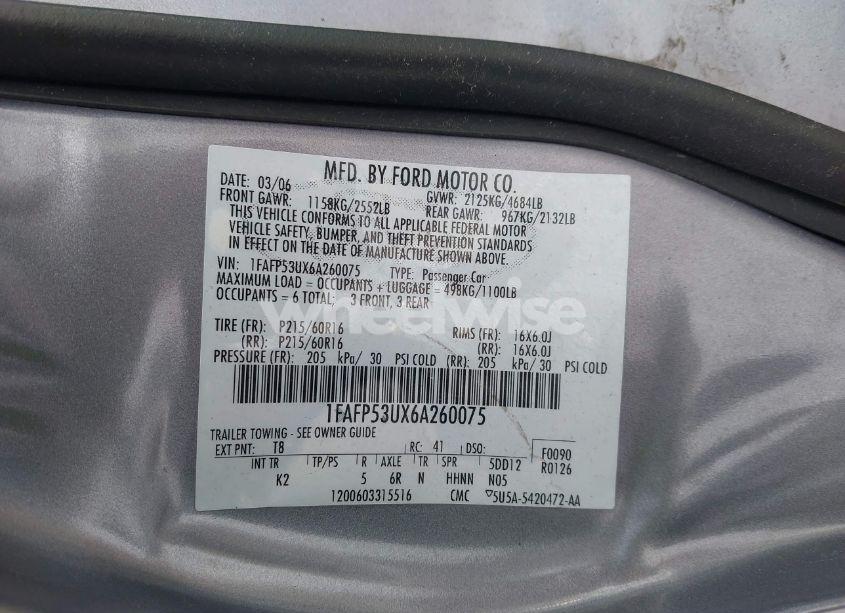 MFD. BY FORD MOTOR CO.
DATE: 03/06 GVWR: 2125KG/4684LB
FRONT GAWR: 1158KG/2552LB REAR GAWR: 967KG/2132LB
THIS VEHICLE CONFORMS TO ALL APPLICABLE FEDERAL MOTOR
VEHICLE SAFETY, BUMPER, AND THEFT PREVENTION STANDARDS
IN EFFECT ON THE DATE OF MANUFACTURE SHOWN ABOVE.
VIN: 1FAFP53UX6A260075 TYPE: Passenger Car
MAXIMUM LOAD = OCCUPANTS + LUGGAGE = 498KG/1100LB
OCCUPANTS = 6 TOTAL; 3 FRONT, 3 REAR
wheelwise
TIRE (FR): P215/60R16 RIMS (FR): 16X6.0J
(RR): P215/60R16 (RR): 16X6.0J
PRESSURE (FR): 205 kPa/ 30 PSI COLD (RR): 205 kPa/ 30 PSI COLD
1FAFP53UX6A260075
TRAILER TOWING - SEE OWNER GUIDE
EXT PNT: T8 RC: 41 DSO: F0090
INT TR TP/PS R AXLE TR SPR 5DD12 R0126
K2 5 6R N HHNN N05
1200603315516 CMC 5U5A-5420472-AA